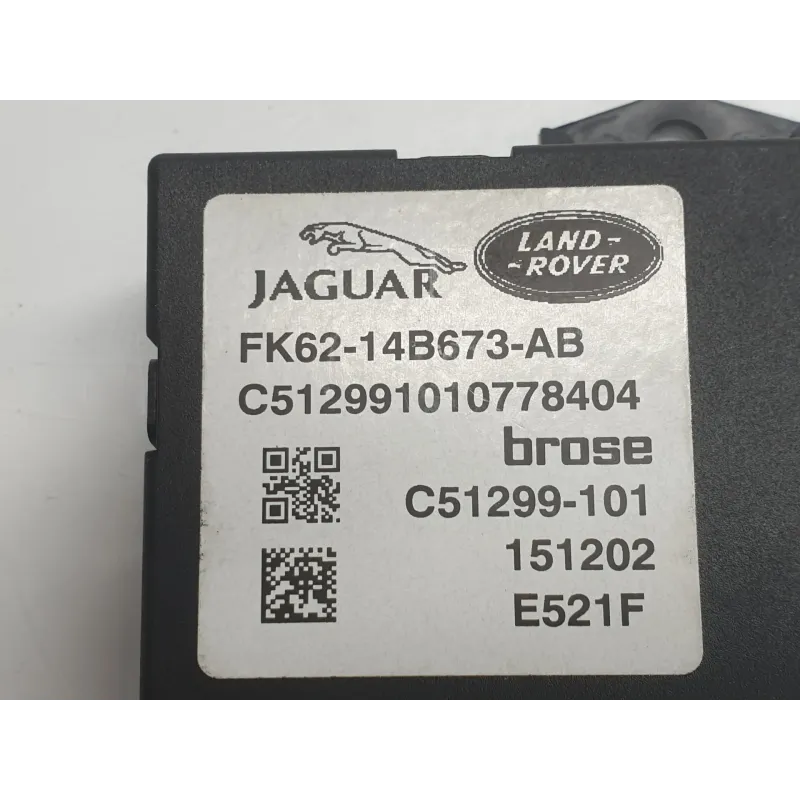 JAGUAR
LAND-
-ROVER
FK62-14B673-AB
C512991010778404
brose
C51299-101
151202
E521F